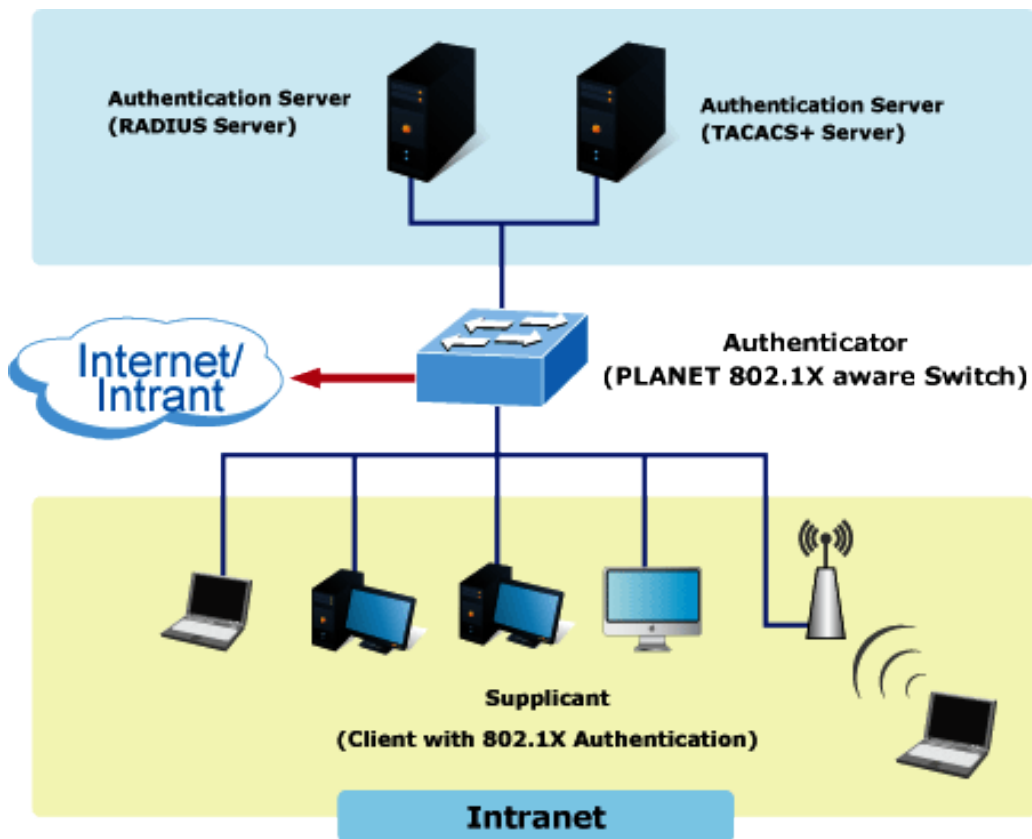 Authentication Server
(RADIUS Server)
Authentication Server
(TACACS+ Server)
Internet/
Intrant
Authenticator
(PLANET 802.1X aware Switch)
Supplicant
(Client with 802.1X Authentication)
Intranet